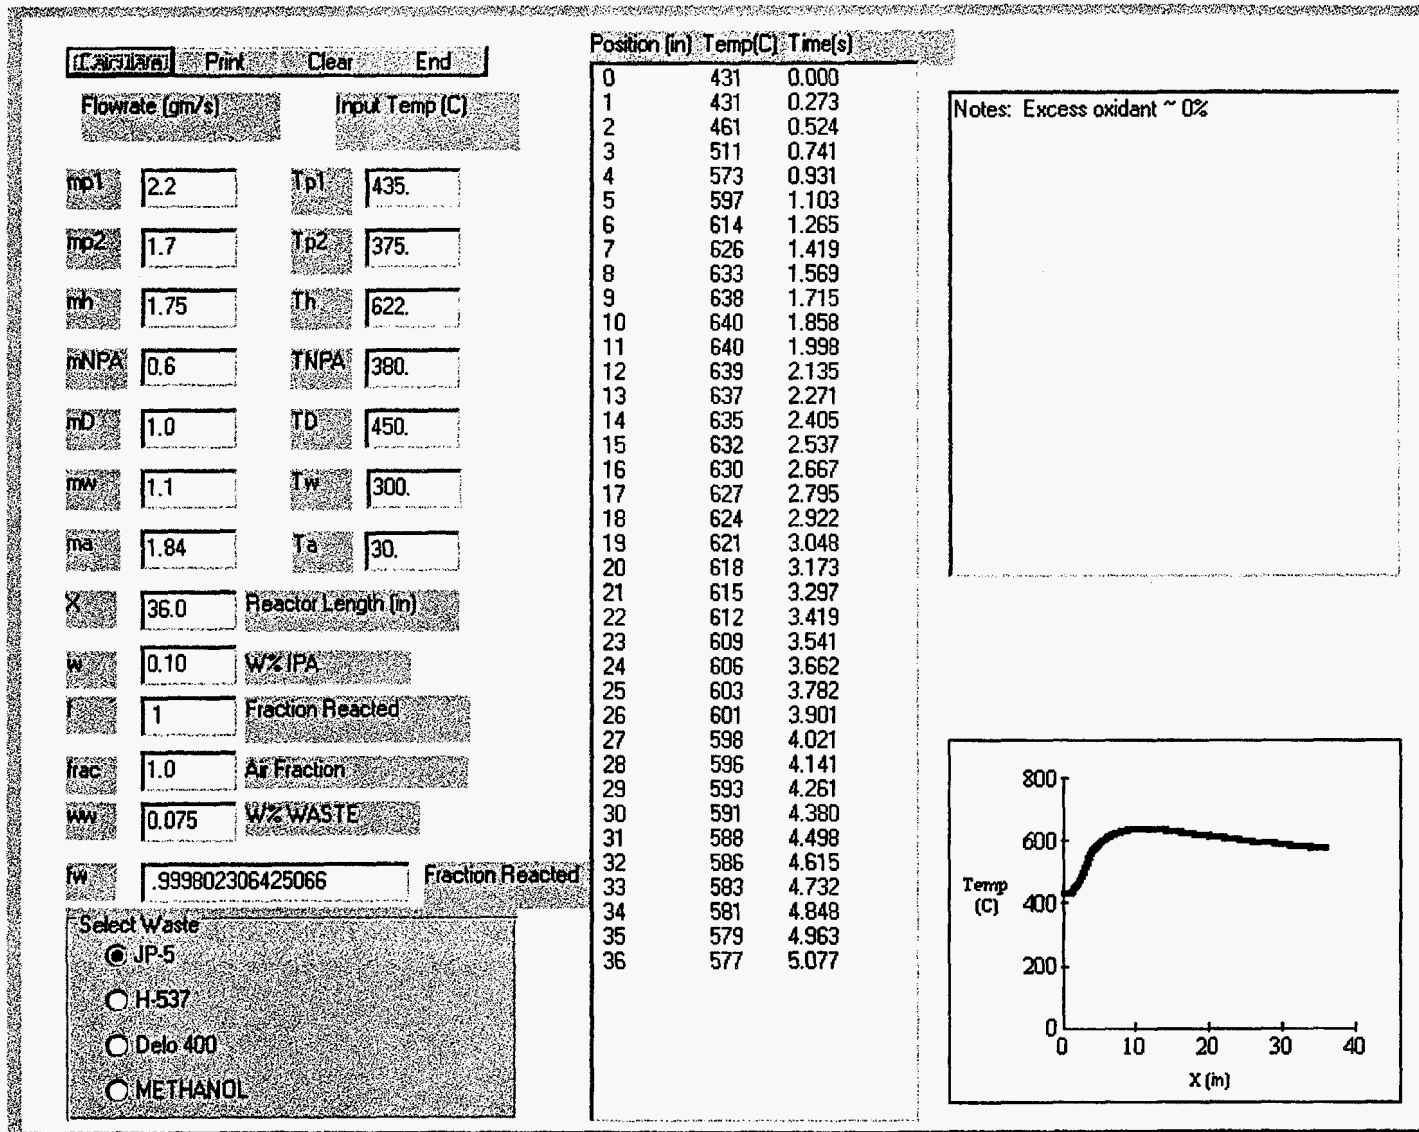 Calculate Print Clear End
Flowrate (gm/s) Input Temp (C)
mp1 2.2 Tp1 435.
mp2 1.7 Tp2 375.
mh 1.75 Th 622.
mNPA 0.6 TNPA 380.
mD 1.0 TD 450.
mw 1.1 Tw 300.
ma 1.84 Ta 30.
X 36.0 Reactor Length (in)
w 0.10 W% IPA
f 1 Fraction Reacted
frac 1.0 Air Fraction
ww 0.075 W% WASTE
fw .999802306425066 Fraction Reacted
Select Waste
JP-5
H-537
Delo 400
METHANOL
Position (in) Temp(C) Time(s)
0 431 0.000
1 431 0.273
2 461 0.524
3 511 0.741
4 573 0.931
5 597 1.103
6 614 1.265
7 626 1.419
8 633 1.569
9 638 1.715
10 640 1.858
11 640 1.998
12 639 2.135
13 637 2.271
14 635 2.405
15 632 2.537
16 630 2.667
17 627 2.795
18 624 2.922
19 621 3.048
20 618 3.173
21 615 3.297
22 612 3.419
23 609 3.541
24 606 3.662
25 603 3.782
26 601 3.901
27 598 4.021
28 596 4.141
29 593 4.261
30 591 4.380
31 588 4.498
32 586 4.615
33 583 4.732
34 581 4.848
35 579 4.963
36 577 5.077
Notes: Excess oxidant ~ 0%
800
600
Temp
(C)
400
200
0
0 10 20 30 40
X (in)